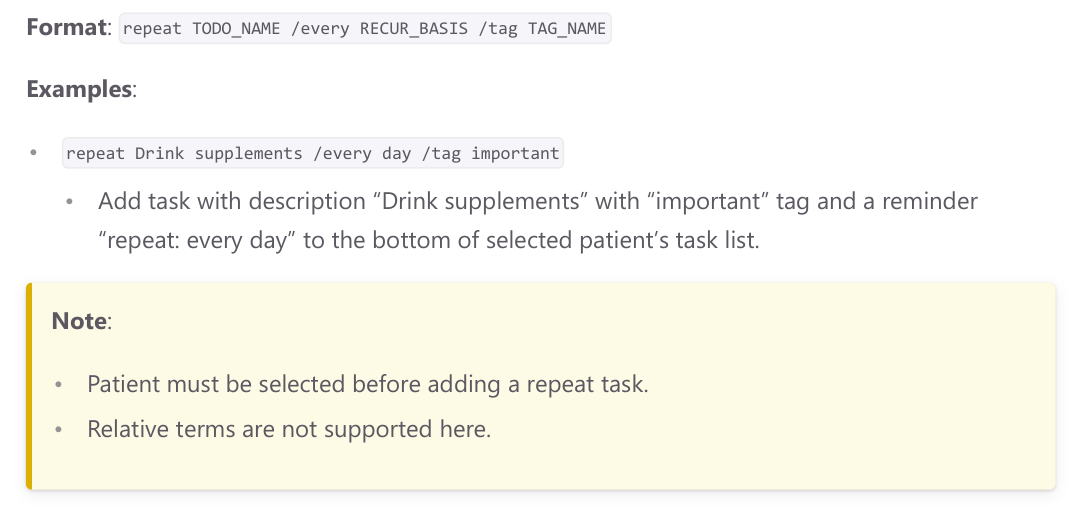 Format: repeat TODO_NAME /every RECUR_BASIS /tag TAG_NAME
Examples:
• repeat Drink supplements /every day /tag important
• Add task with description “Drink supplements” with “important” tag and a reminder
“repeat: every day” to the bottom of selected patient’s task list.
Note:
• Patient must be selected before adding a repeat task.
• Relative terms are not supported here.